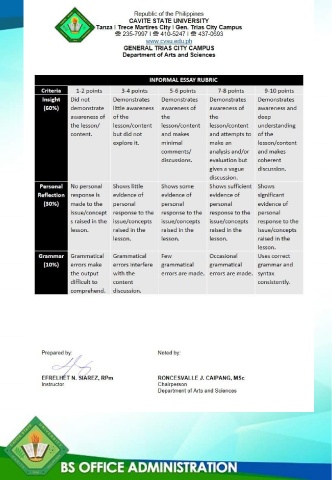 Republic of the Philippines
CAVITE STATE UNIVERSITY
Tanza I Trece Martires City I Gen. Trias City Campus
☎ 235-7997 I ☎ 410-5247 I ☎ 437-0693
www.cvsu.edu.ph
GENERAL TRIAS CITY CAMPUS
Department of Arts and Sciences
INFORMAL ESSAY RUBRIC
Criteria 1-2 points 3-4 points 5-6 points 7-8 points 9-10 points
Insight Did not Demonstrates Demonstrates Demonstrates Demonstrates
(60%) demonstrate little awareness awareness of awareness of awareness and
awareness of of the the the deep
the lesson/ lesson/content lesson/content lesson/content understanding
content. but did not and makes and attempts to of the
explore it. minimal make an lesson/content
comments/ analysis and/or and makes
discussions. evaluation but coherent
gives a vague discussion.
discussion.
Personal No personal Shows little Shows some Shows sufficient Shows
Reflection response is evidence of evidence of evidence of significant
(30%) made to the personal personal personal evidence of
issue/concept response to the response to the response to the personal
s raised in the issue/concepts issue/concepts issue/concepts response to the
lesson. raised in the raised in the raised in the issue/concepts
lesson. lesson. lesson. raised in the
lesson.
Grammar Grammatical Grammatical Few Occasional Uses correct
(10%) errors make errors interfere grammatical grammatical grammar and
the output with the errors are made. errors are made. syntax
difficult to content consistently.
comprehend. discussion.
Prepared by: Noted by:
EFRELHET N. SIAREZ, RPm RONCESVALLE J. CAIPANG, MSc
Instructor Chairperson
Department of Arts and Sciences
BS OFFICE ADMINISTRATION